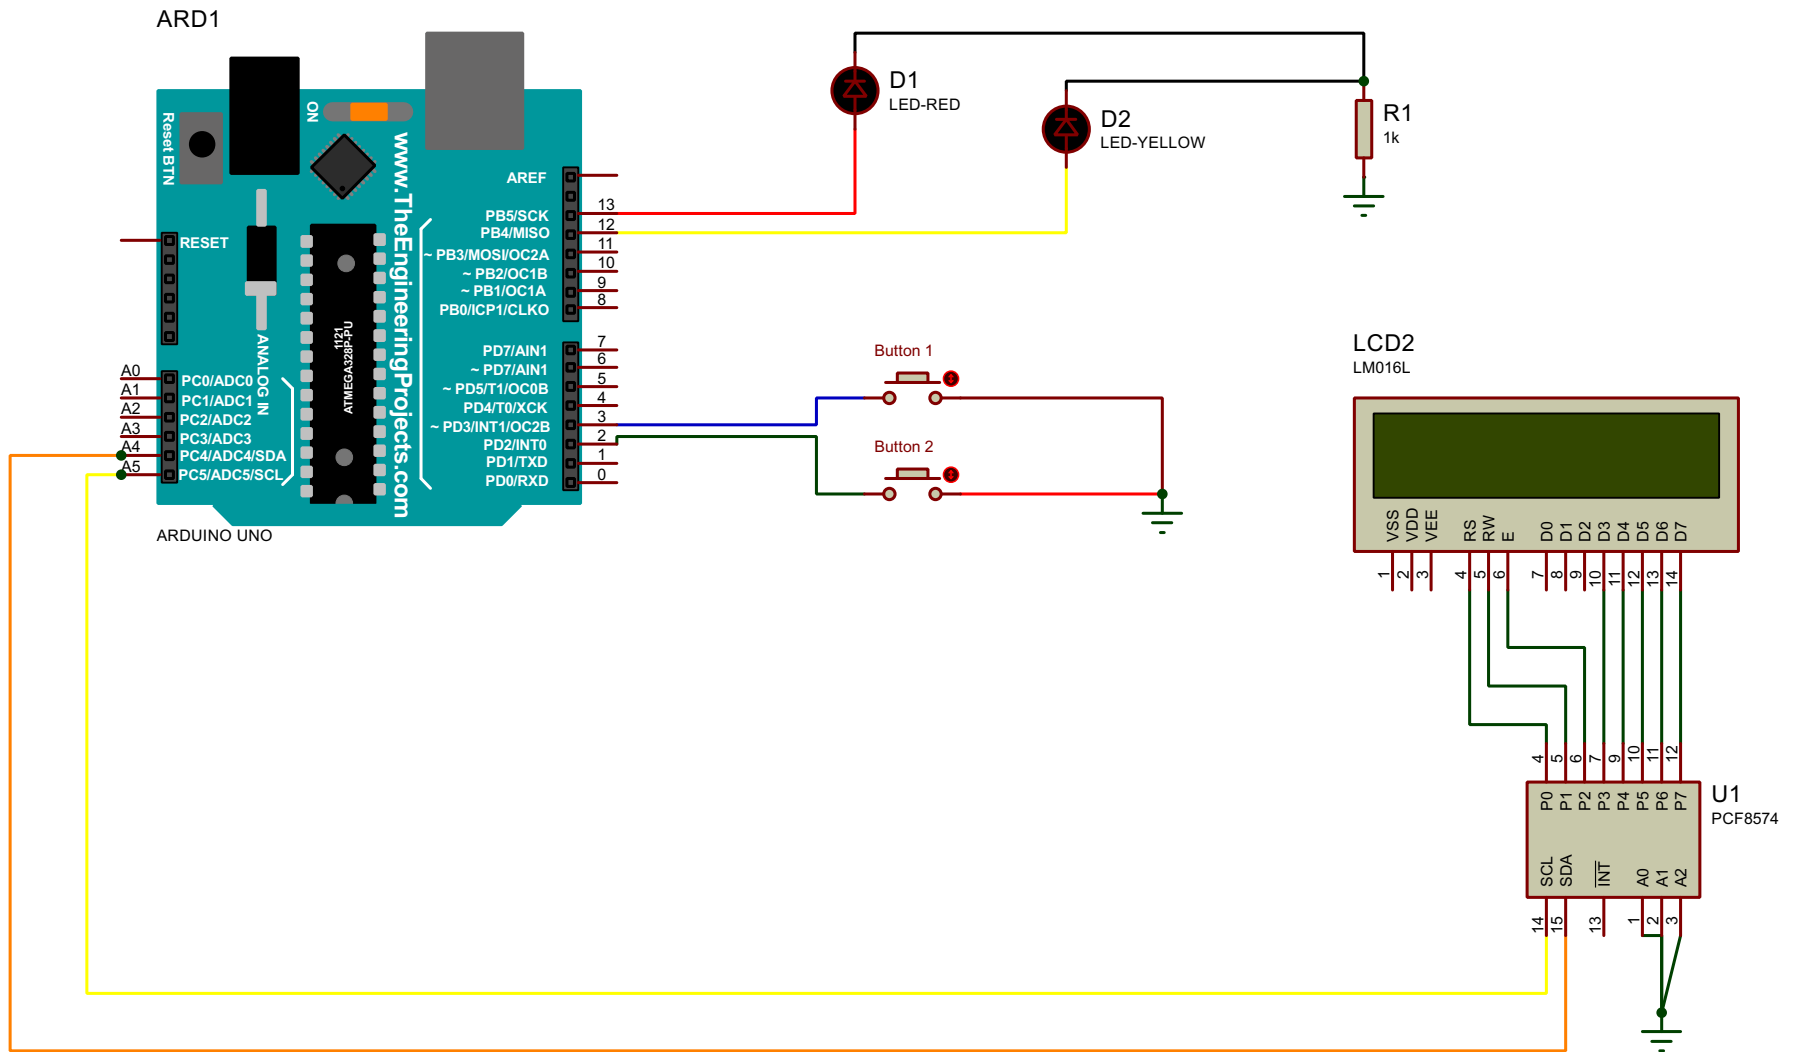 ARD1
ON
Reset BTN
www.TheEngineeringProjects.com
AREF
PB5/SCK
13
PB4/MISO
12
~ PB3/MOSI/OC2A
11
~ PB2/OC1B
10
~ PB1/OC1A
9
PB0/ICP1/CLKO
8
RESET
PD7/AIN1
7
~ PD7/AIN1
6
~ PD5/T1/OC0B
5
PD4/T0/XCK
4
~ PD3/INT1/OC2B
3
PD2/INT0
2
PD1/TXD
1
PD0/RXD
0
A0
PC0/ADC0
A1
PC1/ADC1
A2
PC2/ADC2
A3
PC3/ADC3
A4
PC4/ADC4/SDA
A5
PC5/ADC5/SCL
ANALOG IN
1121
ATMEGA328P-PU
ARDUINO UNO
D1
LED-RED
D2
LED-YELLOW
R1
1k
Button 1
Button 2
LCD2
LM016L
VSS
VDD
VEE
RS
RW
E
D0
D1
D2
D3
D4
D5
D6
D7
1
2
3
4
5
6
7
8
9
10
11
12
13
14
4
5
6
7
9
10
11
12
P0
P1
P2
P3
P4
P5
P6
P7
U1
PCF8574
SCL
SDA
INT
A0
A1
A2
14
15
13
1
2
3